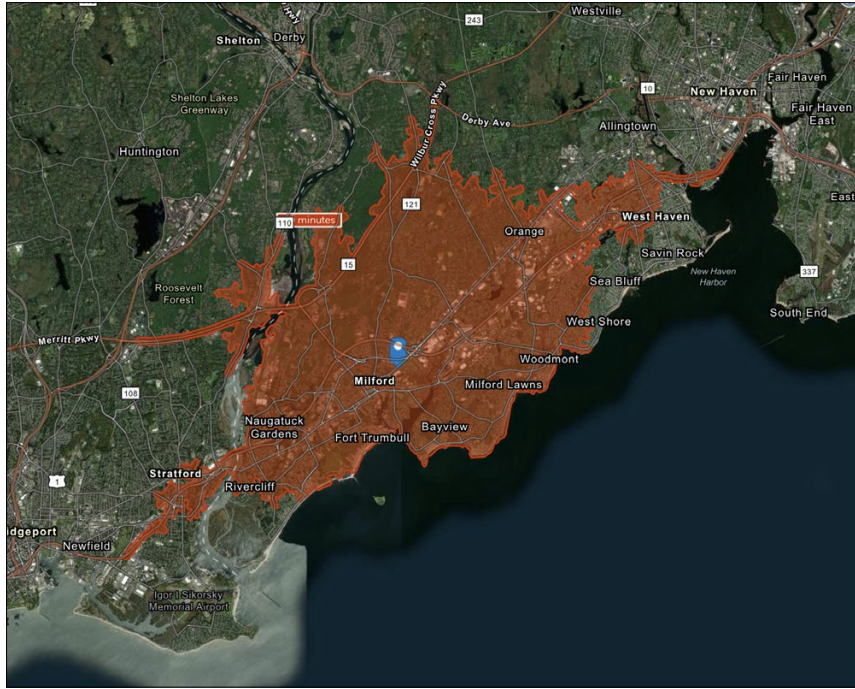 Westville
243
Shelton
Derby
Fair Haven
New Haven
10
Shelton Lakes
Greenway
Wilbur Cross Pkwy
Derby Ave
Fair Haven
East
Allingtown
Huntington
121
110
minutes
West Haven
East
Orange
Savin Rock
15
New Haven
Harbor
337
Sea Bluff
Roosevelt
Forest
South End
West Shore
Merritt Pkwy
Woodmont
Milford
Milford Lawns
108
Naugatuck
Gardens
Bayview
Fort Trumbull
Stratford
1
Rivercliff
idgeport
Newfield
Igor I Sikorsky
Memorial Airport